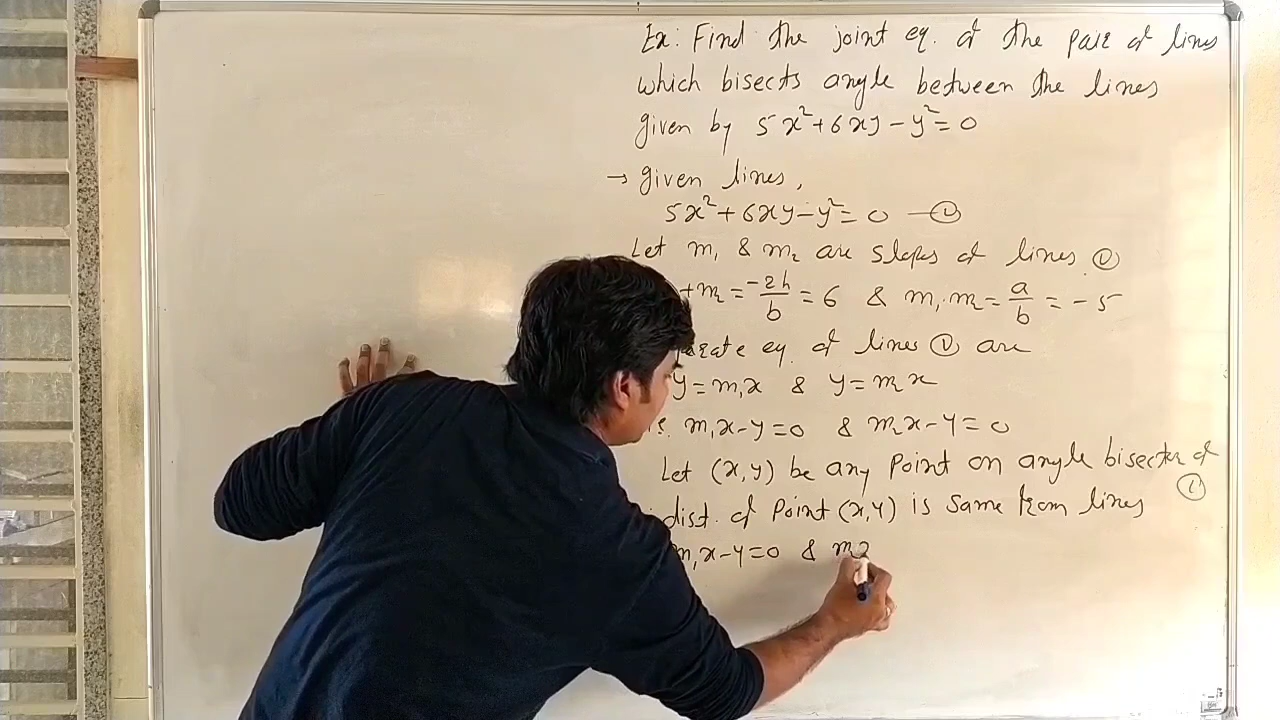 Ex: Find the joint eq. of the pair of lines
which bisects angle between the lines
given by 5x²+6xy-y²=0
→ given lines,
5x²+6xy-y²=0 —①
Let m₁ & m₂ are slopes of lines ①
+m₂ = -2h/b = 6 & m₁.m₂ = a/b = -5
eq. of lines ① are
y=m₁x & y=m₂x
m₁x-y=0 & m₂x-y=0
Let (x,y) be any point on angle bisector of ①
dist. of point (x,y) is same from lines
m₁x-y=0 & m₂